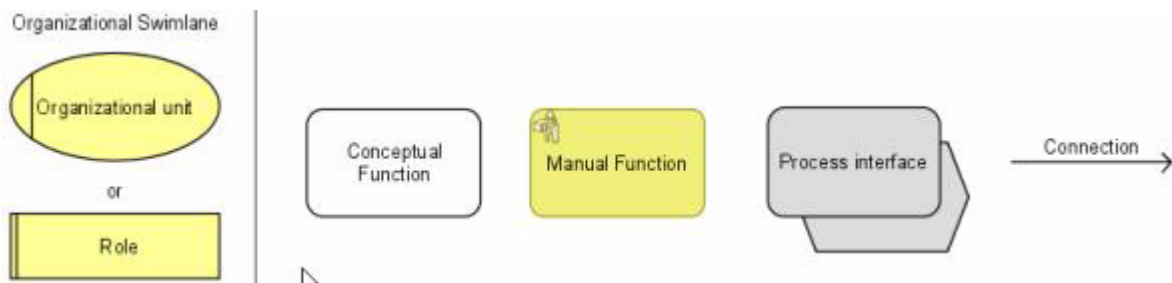 Organizational Swimlane
Organizational unit
or
Role
Conceptual
Function
Manual Function
Process interface
Connection